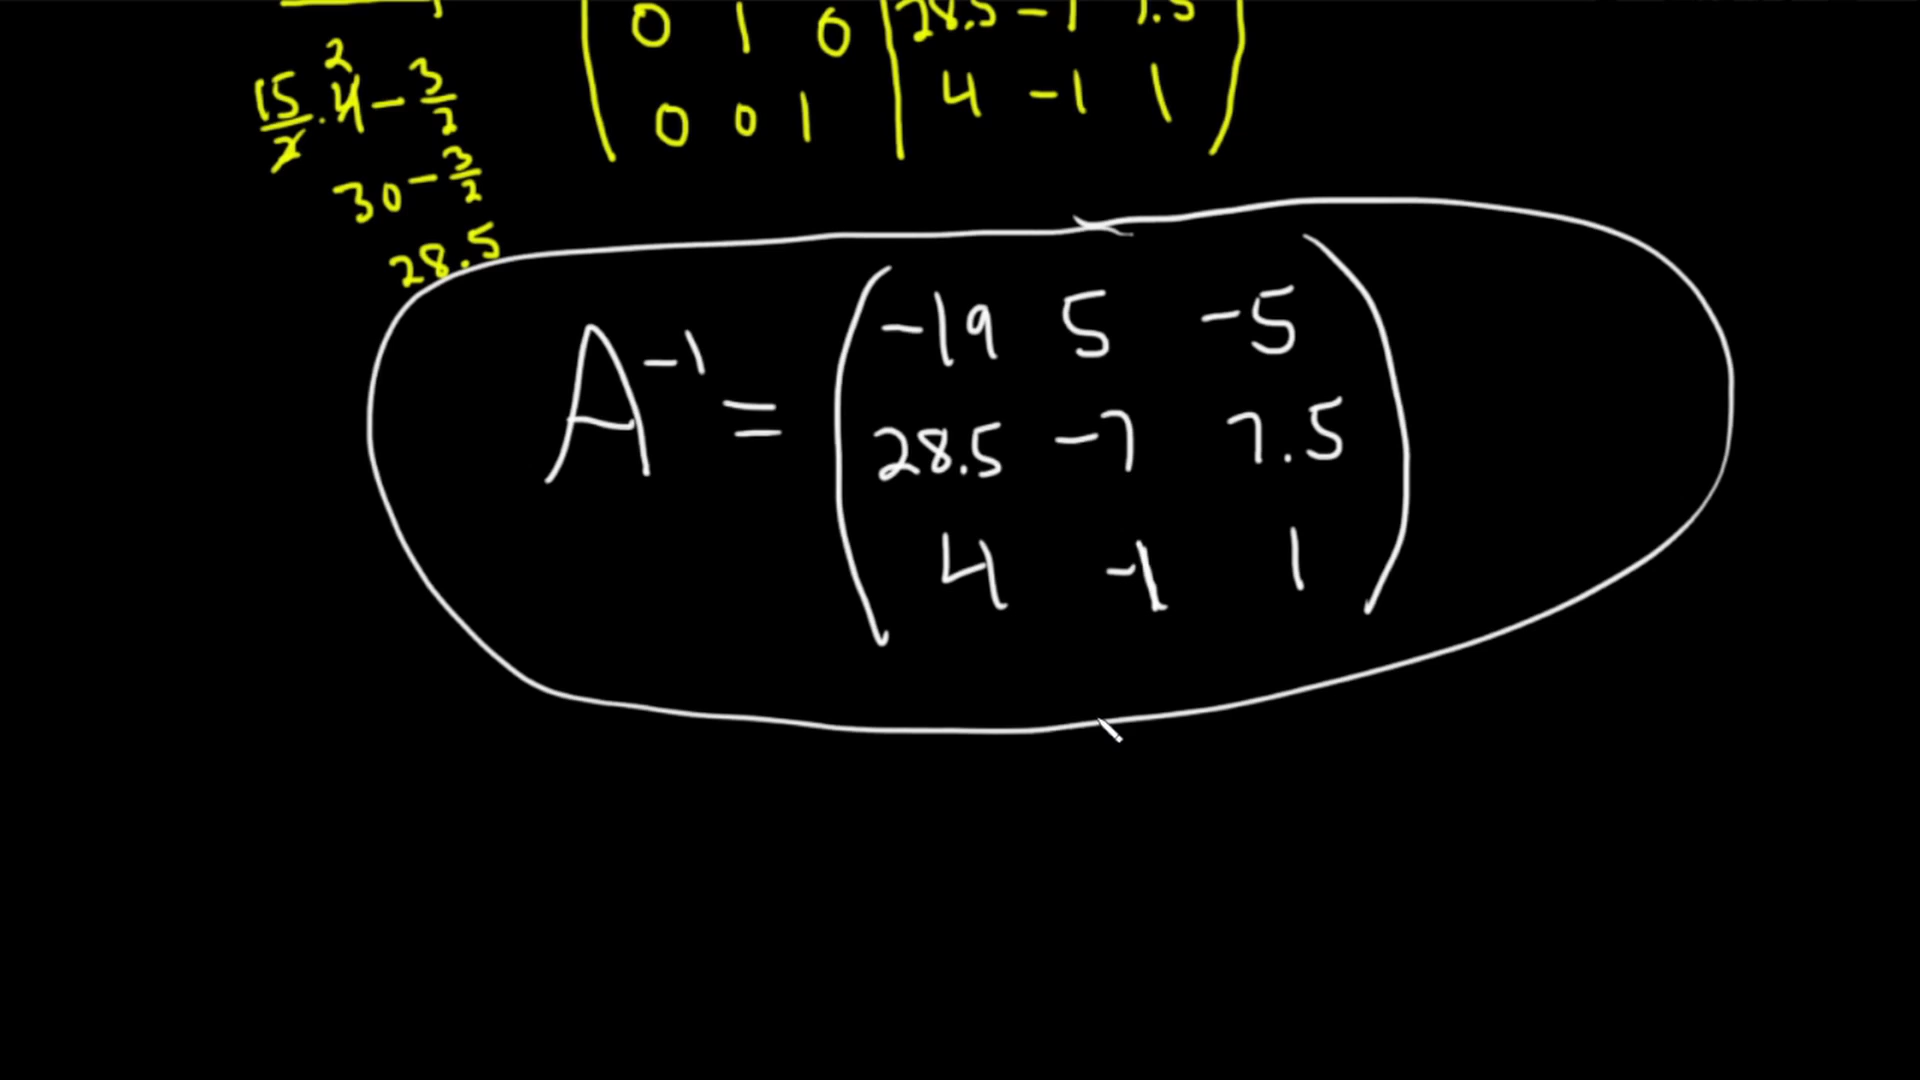 0 1 0 | 28.5 -7 7.5
0 0 1 | 4 -1 1
15/2 · 4 - 3/2
2
30 - 3/2
28.5
A⁻¹ =
-19 5 -5
28.5 -7 7.5
4 -1 1